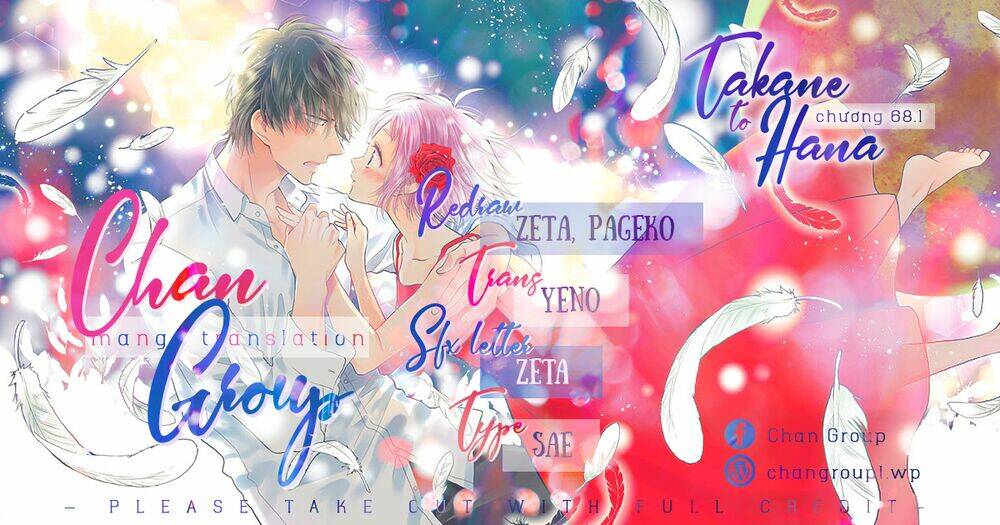 Takane
to Hana
chương 68.1
Chan
manga translation
Group
Redraw
ZETA, PAGEKO
Trans
YENO
Sfx letter
ZETA
Type
SAE
Chan Group
changroup1.wp
- PLEASE TAKE OUT WITH FULL CREDIT -